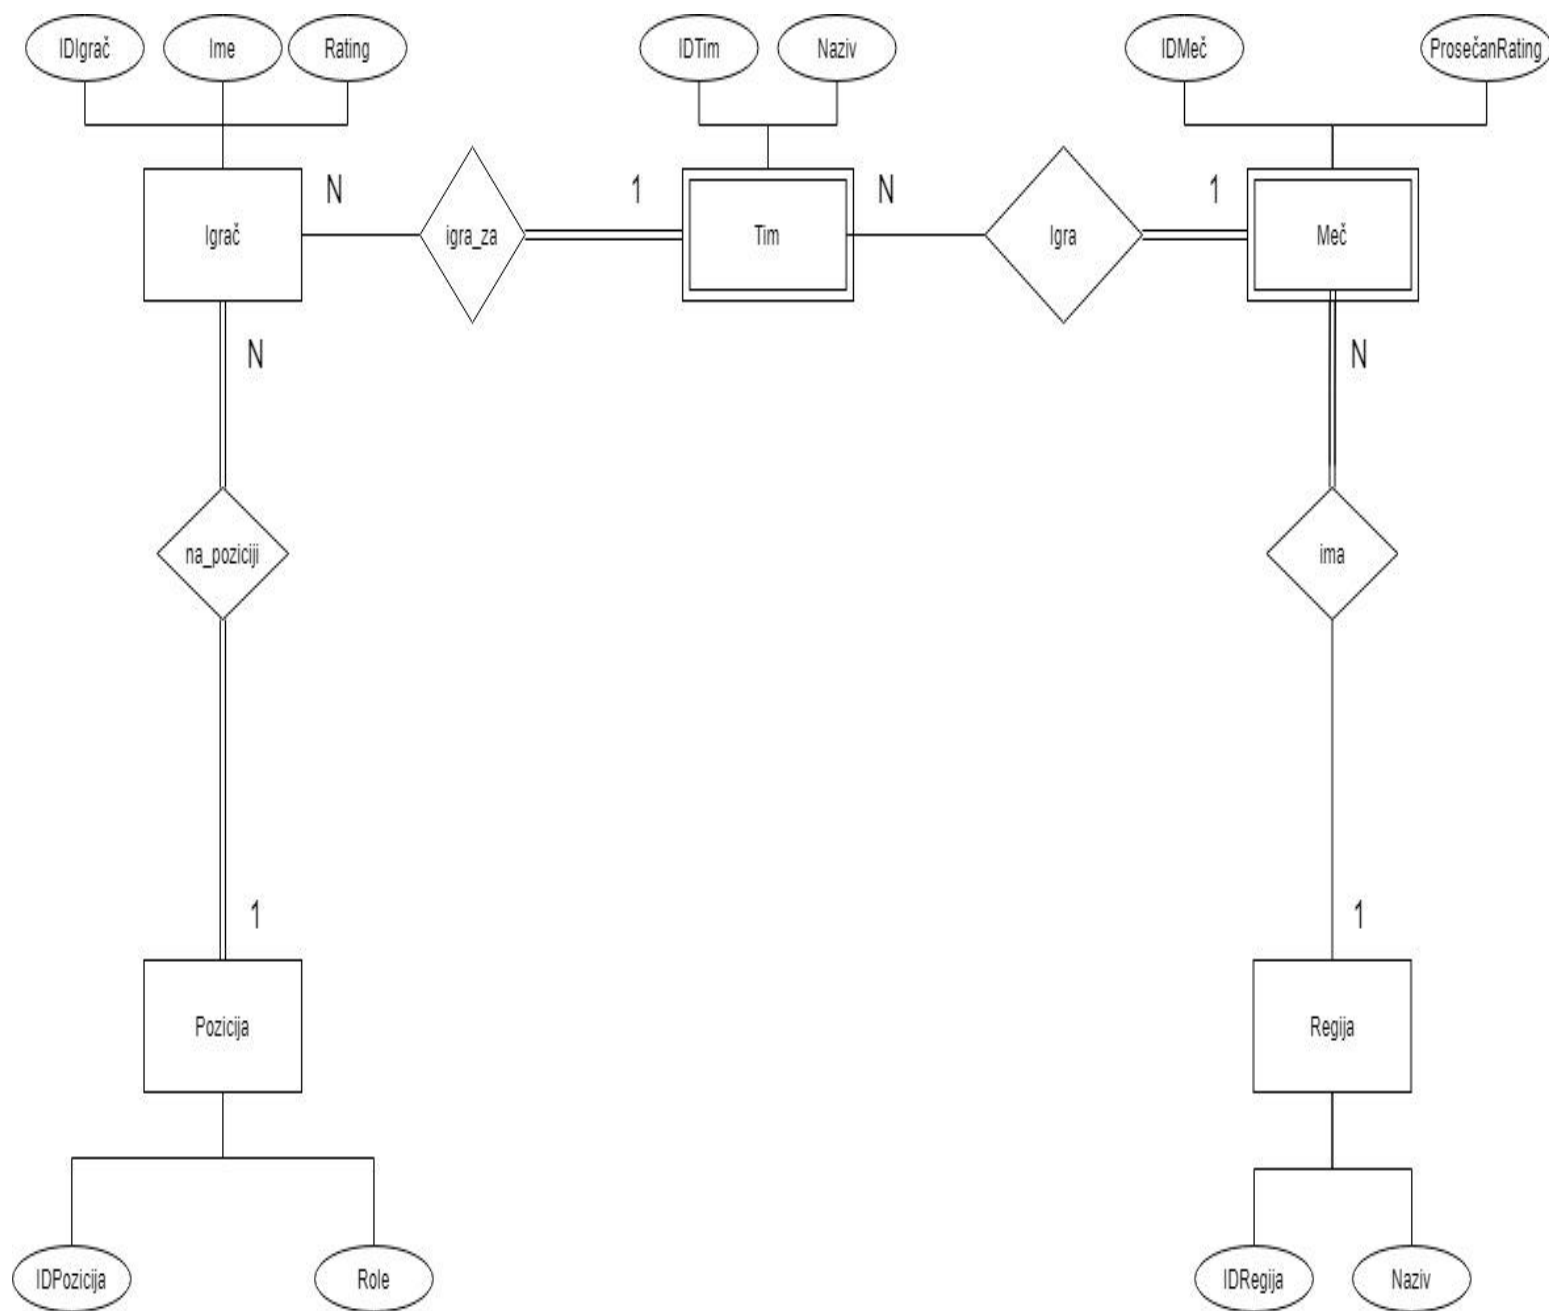 IDIgrač
Ime
Rating
IDTim
Naziv
IDMeč
ProsečanRating
N
1
N
1
Igrač
igra_za
Tim
Igra
Meč
N
N
na_poziciji
ima
1
1
Pozicija
Regija
IDPozicija
Role
IDRegija
Naziv